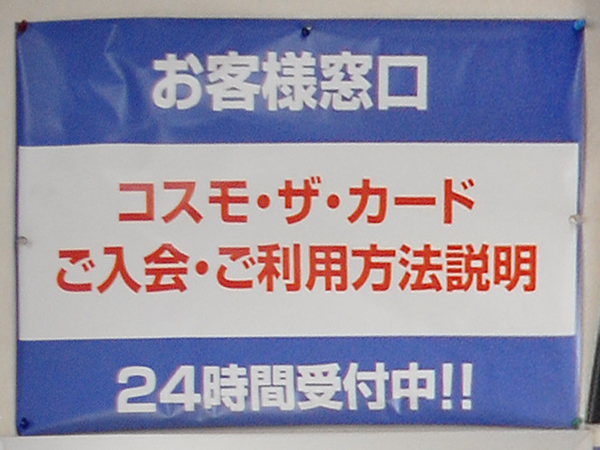 お客様窓口
コスモ・ザ・カード
ご入会・ご利用方法説明
24時間受付中!!